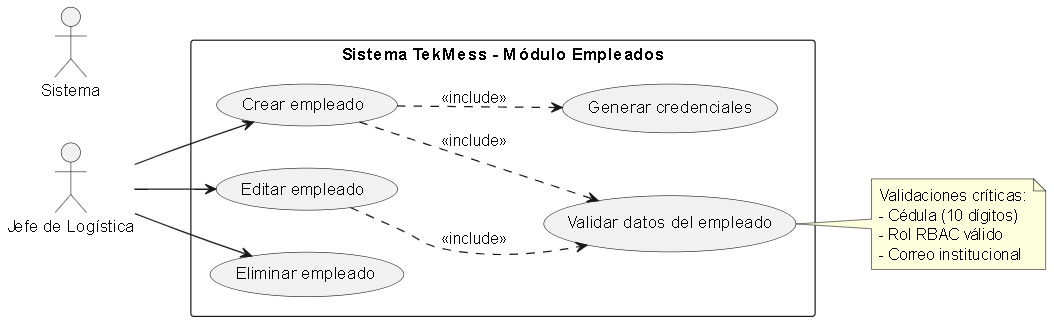 Sistema
Jefe de Logística
Sistema TekMess - Módulo Empleados
Crear empleado
«include»
Generar credenciales
«include»
Editar empleado
Validar datos del empleado
«include»
Eliminar empleado
Validaciones críticas:
- Cédula (10 dígitos)
- Rol RBAC válido
- Correo institucional